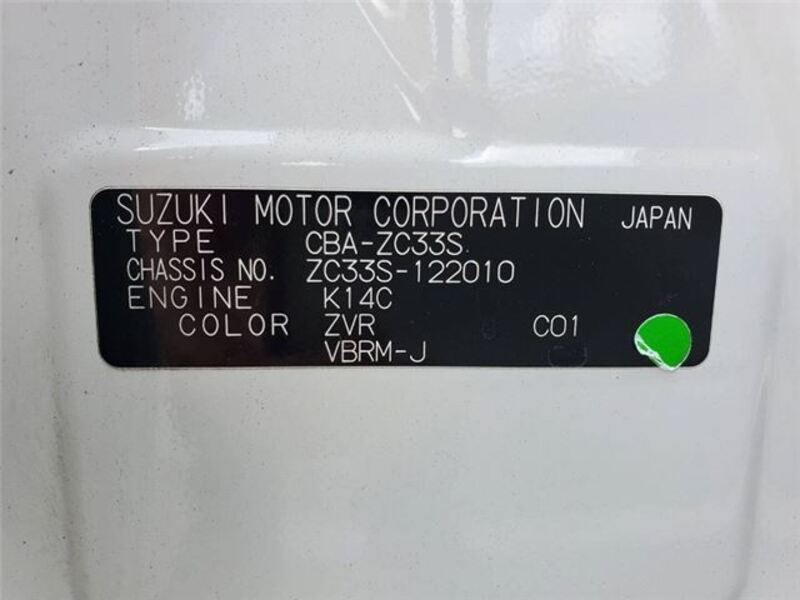 SUZUKI MOTOR CORPORATION JAPAN
TYPE CBA-ZC33S
CHASSIS NO. ZC33S-122010
ENGINE K14C
COLOR ZVR C01
VBRM-J